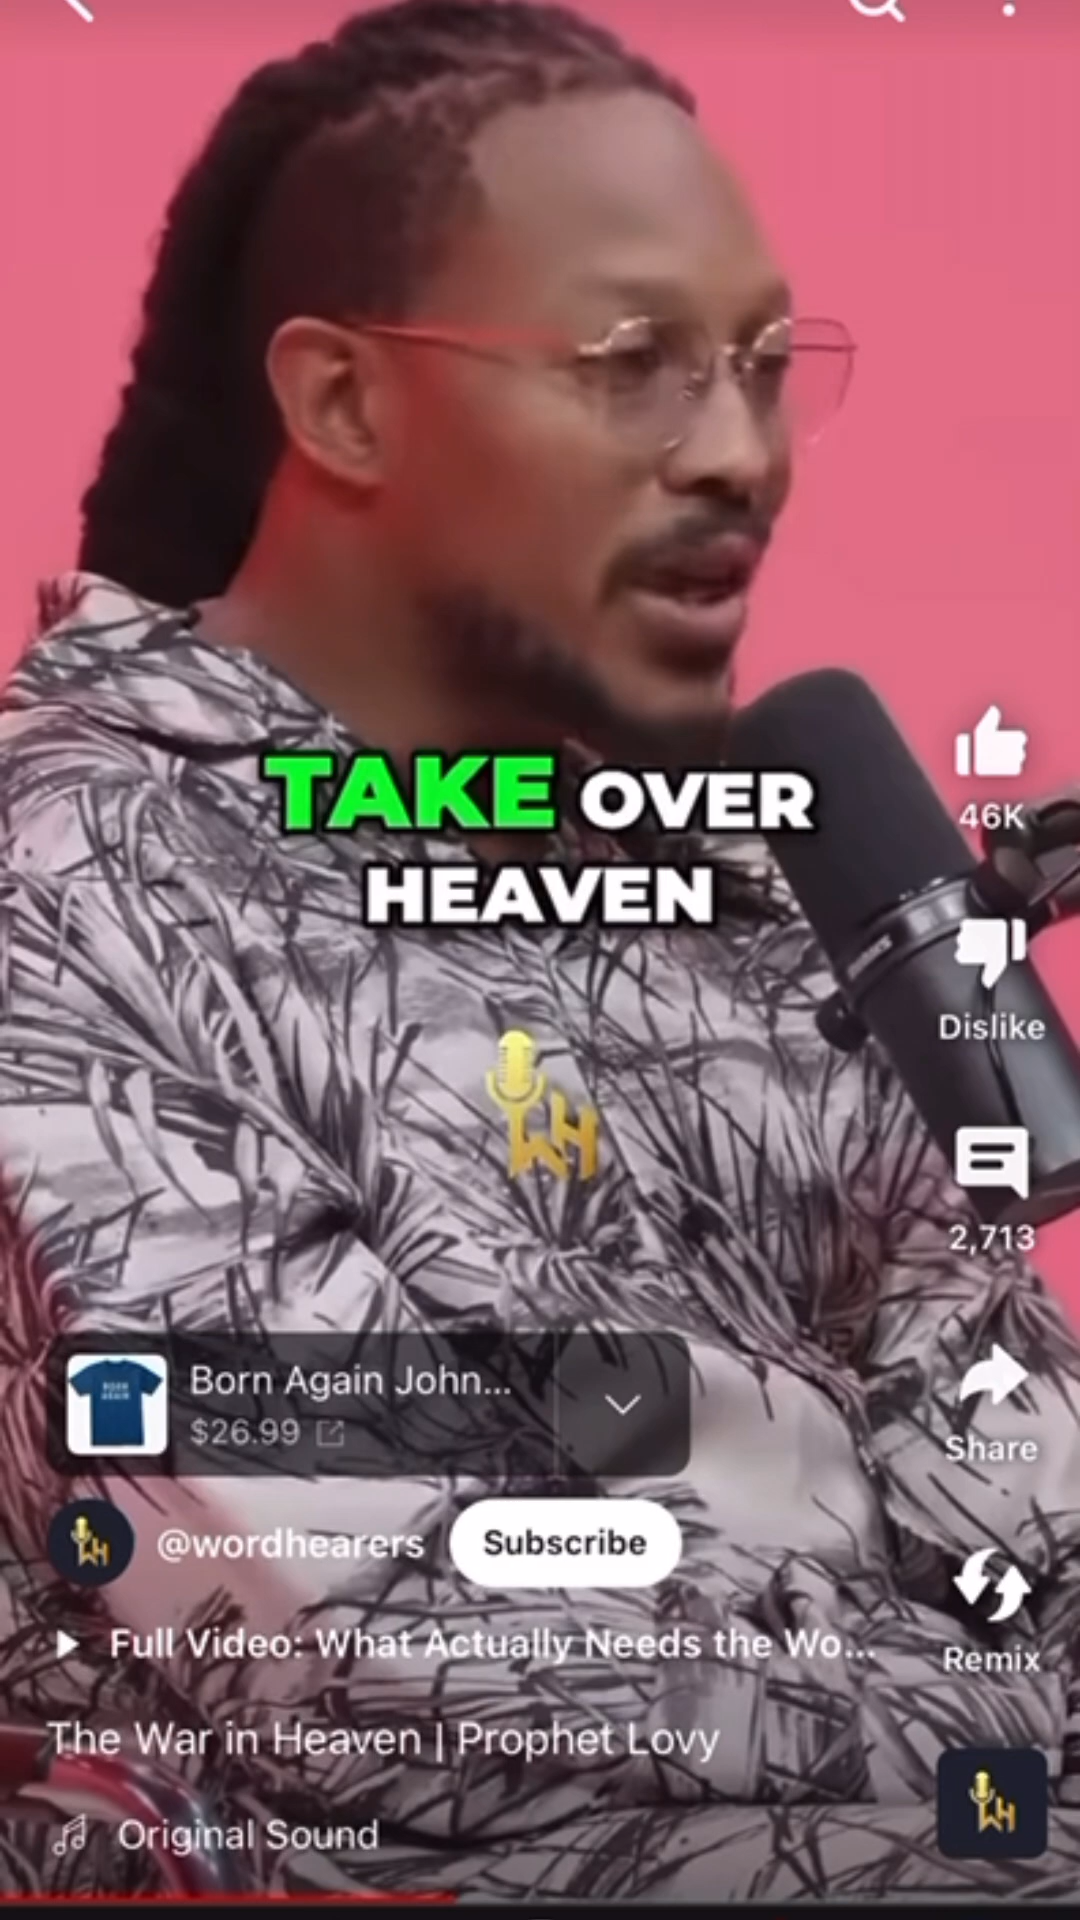 TAKE OVER
HEAVEN
46K
Dislike
WH
2,713
Born Again John...
$26.99
Share
@wordhearers
Subscribe
Full Video: What Actually Needs the Wo...
Remix
The War in Heaven | Prophet Lovy
Original Sound